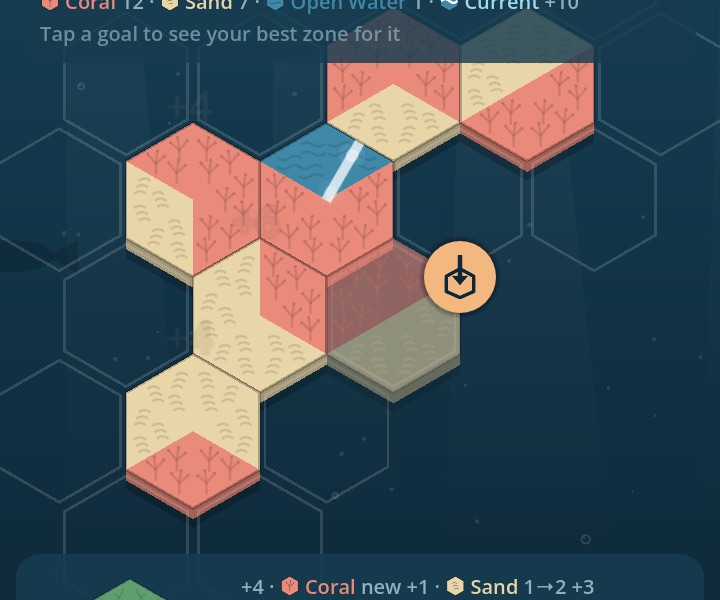 Coral 12 · Sand 7 · Open Water 1 · Current +10
Tap a goal to see your best zone for it
+4
+4 · Coral new +1 · Sand 1→2 +3